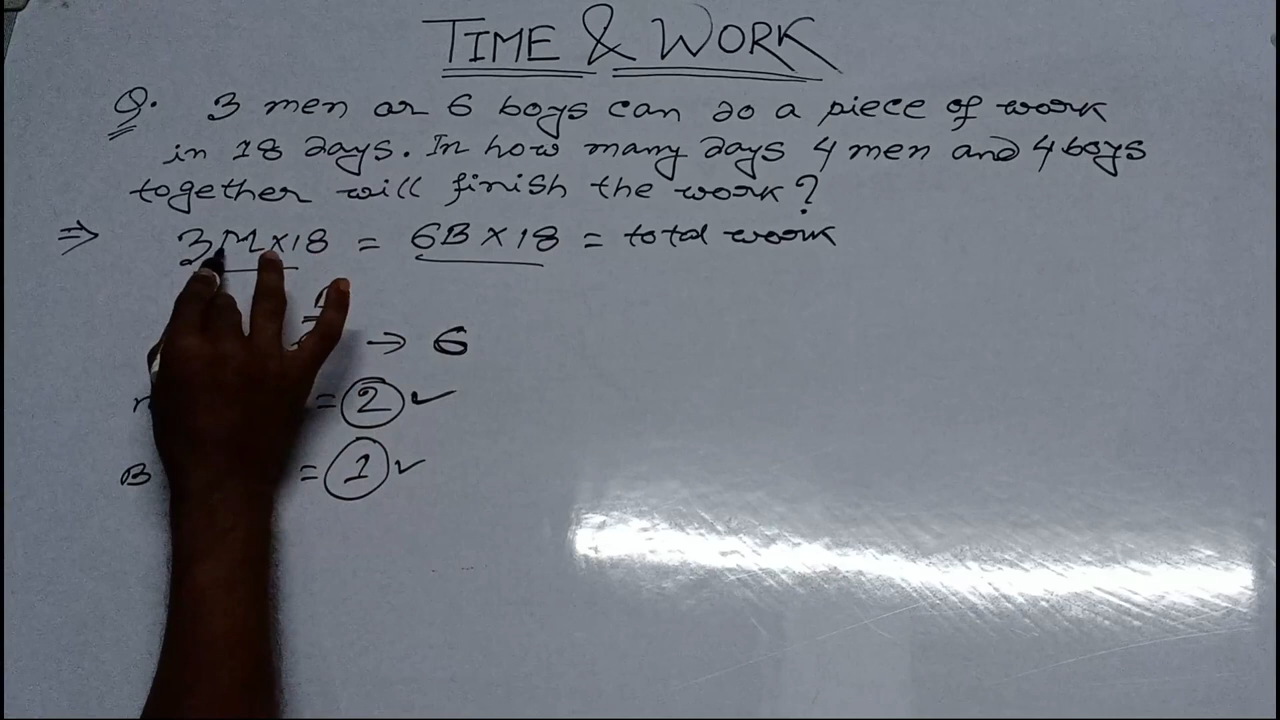 TIME & WORK
Q. 3 men or 6 boys can do a piece of work
in 18 days. In how many days 4 men and 4 boys
together will finish the work?
⇒ 3M×18 = 6B×18 = total work
→ 6
= 2 ✓
B = 1 ✓